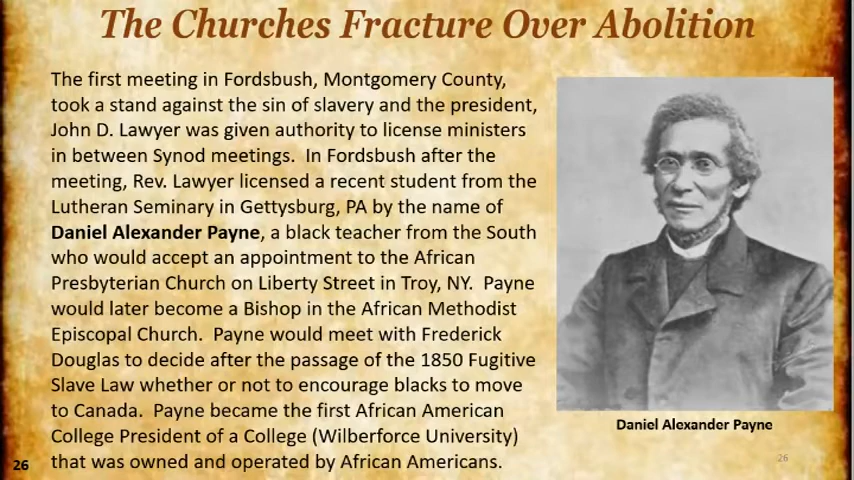 The Churches Fracture Over Abolition
The first meeting in Fordsbush, Montgomery County,
took a stand against the sin of slavery and the president,
John D. Lawyer was given authority to license ministers
in between Synod meetings.  In Fordsbush after the
meeting, Rev. Lawyer licensed a recent student from the
Lutheran Seminary in Gettysburg, PA by the name of
Daniel Alexander Payne, a black teacher from the South
who would accept an appointment to the African
Presbyterian Church on Liberty Street in Troy, NY.  Payne
would later become a Bishop in the African Methodist
Episcopal Church.  Payne would meet with Frederick
Douglas to decide after the passage of the 1850 Fugitive
Slave Law whether or not to encourage blacks to move
to Canada.  Payne became the first African American
College President of a College (Wilberforce University)
that was owned and operated by African Americans.
Daniel Alexander Payne
26
26